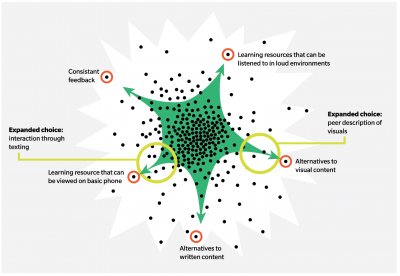 Learning resources that can be
listened to in loud environments
Consistant
feedback
Expanded choice:
peer description of
visuals
Expanded choice:
interaction through
texting
Alternatives to
visual content
Learning resource that can
be viewed on basic phone
Alternatives to
written content